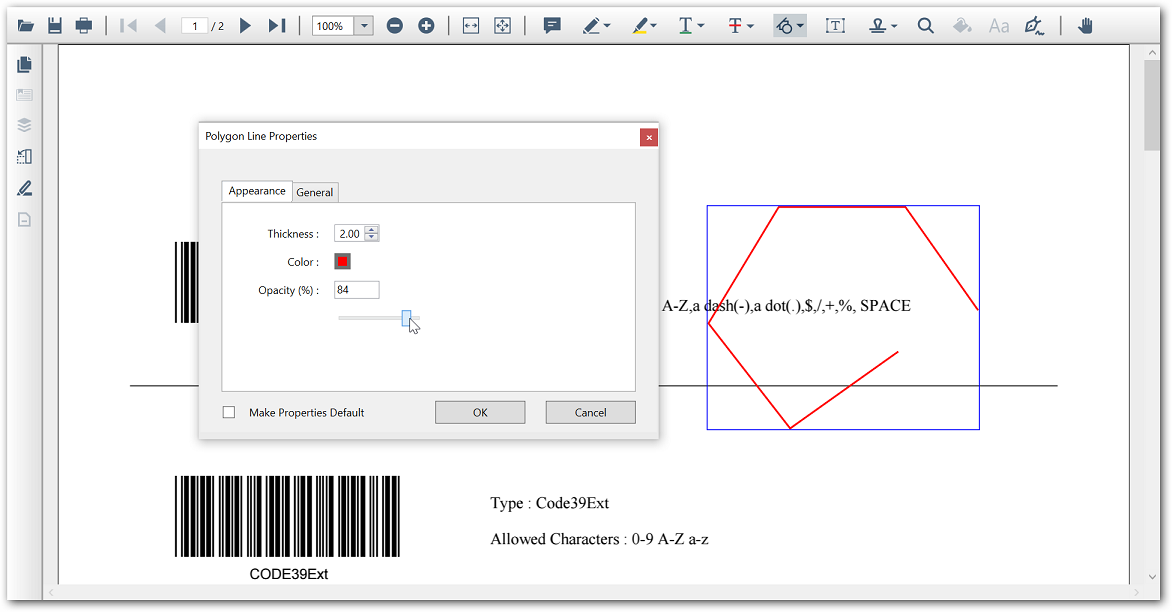 1 / 2 100% T T T Aa
Polygon Line Properties
Appearance General
Thickness : 2.00
Color :
Opacity (%) : 84
A-Z,a dash(-),a dot(.),$,/,+,%, SPACE
Make Properties Default OK Cancel
Type : Code39Ext
Allowed Characters : 0-9 A-Z a-z
CODE39Ext